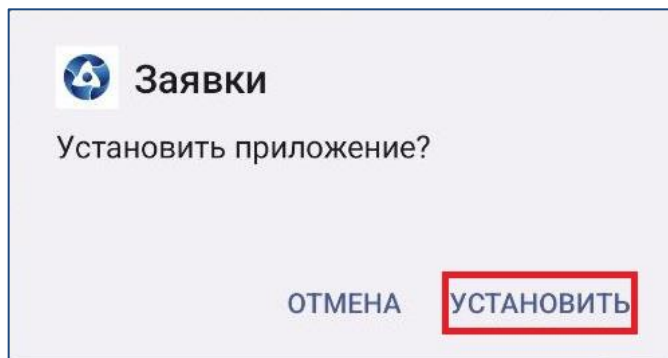 Заявки
Установить приложение?
ОТМЕНА УСТАНОВИТЬ